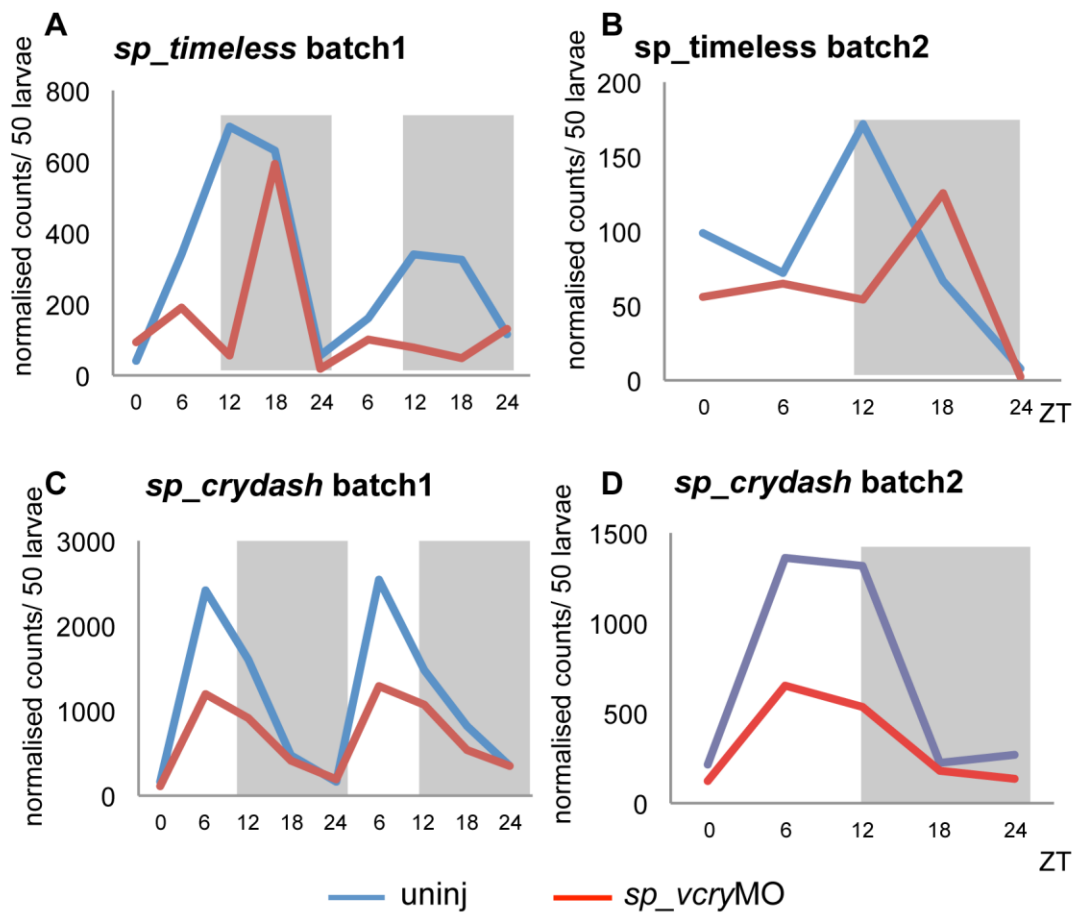 A
sp_timeless batch1
normalised counts/ 50 larvae
800
600
400
200
0
0 6 12 18 24 6 12 18 24
B
sp_timeless batch2
normalised counts/ 50 larvae
200
150
100
50
0
0 6 12 18 24 ZT
C
sp_crydash batch1
normalised counts/ 50 larvae
3000
2000
1000
0
0 6 12 18 24 6 12 18 24
D
sp_crydash batch2
normalised counts/ 50 larvae
1500
1000
500
0
0 6 12 18 24
ZT
uninj sp_vcryMO